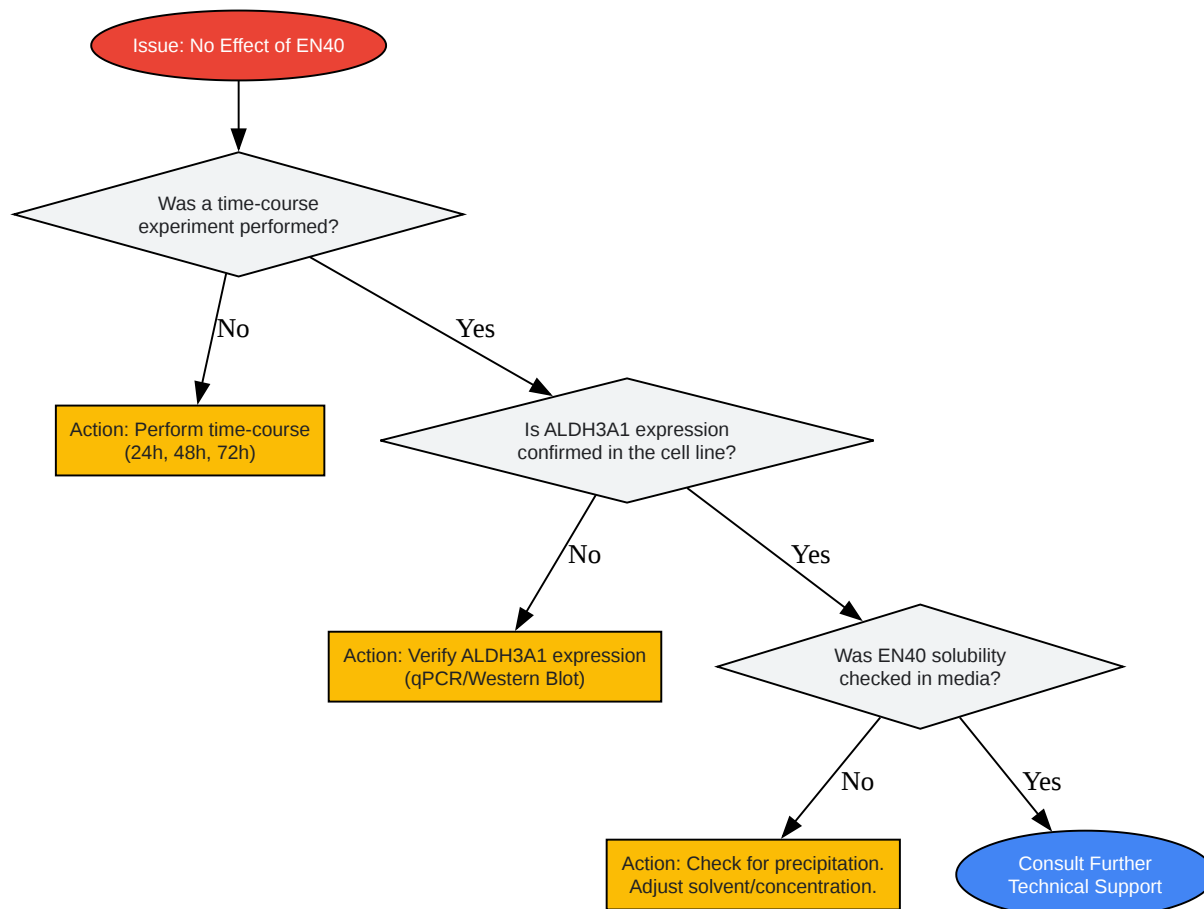 Issue: No Effect of EN40
Was a time-course
experiment performed?
No
Yes
Action: Perform time-course
(24h, 48h, 72h)
Is ALDH3A1 expression
confirmed in the cell line?
No
Yes
Action: Verify ALDH3A1 expression
(qPCR/Western Blot)
Was EN40 solubility
checked in media?
No
Yes
Action: Check for precipitation.
Adjust solvent/concentration.
Consult Further
Technical Support